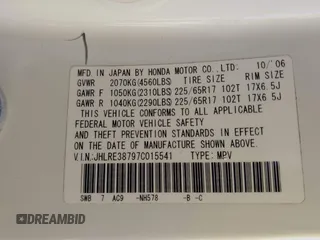 MFD. IN JAPAN BY HONDA MOTOR CO.,LTD. 10/'06
GVWR 2070KG(4560LBS) TIRE SIZE RIM SIZE
GAWR F 1050KG(2310LBS) 225/65R17 102T 17X6.5J
GAWR R 1040KG(2290LBS) 225/65R17 102T 17X6.5J
THIS VEHICLE CONFORMS TO ALL APPLICABLE
FEDERAL MOTOR VEHICLE SAFETY STANDARDS
IN EFFECT ON THE DATE OF MANUFACTURE
SHOWN ABOVE.
V.I.N:JHLRE38797C015541 TYPE: MPV
SWB 7 AC9 -NH578 -B -C
DREAMBID